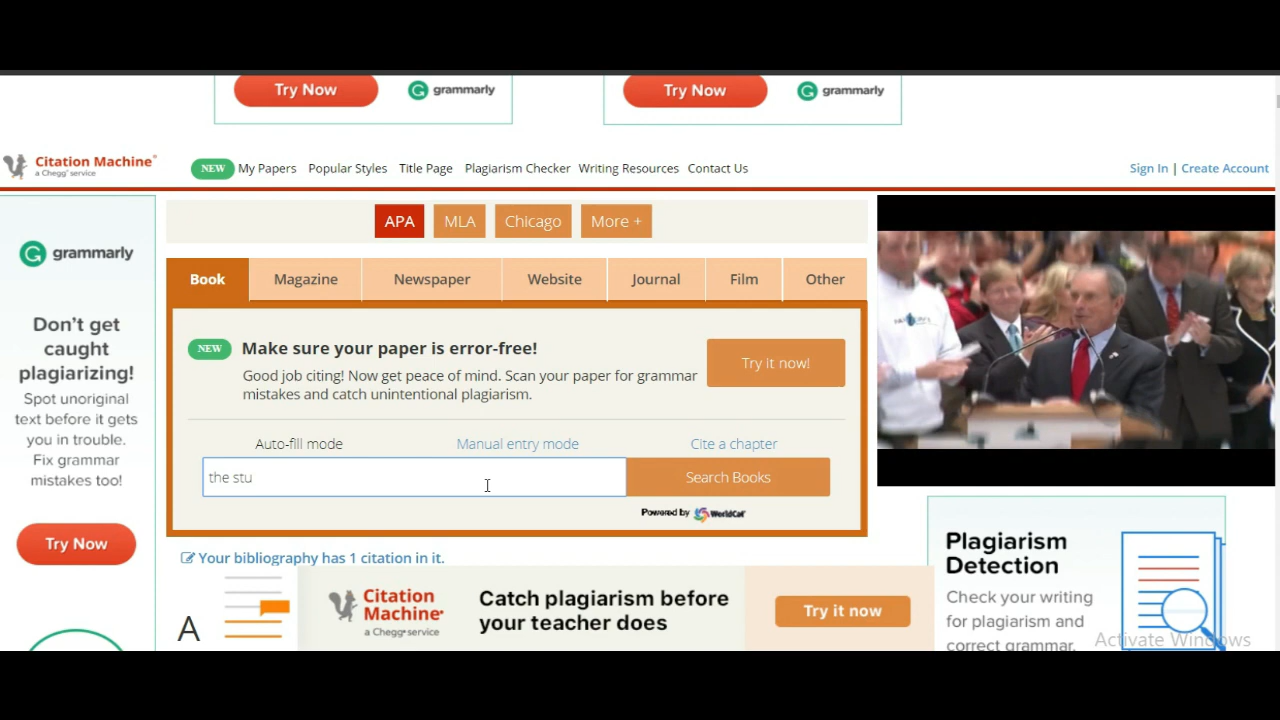 Try Now
grammarly
Try Now
grammarly
Citation Machine®
a Chegg® service
NEW
My Papers
Popular Styles
Title Page
Plagiarism Checker
Writing Resources
Contact Us
Sign In | Create Account
grammarly
Don't get
caught
plagiarizing!
Spot unoriginal
text before it gets
you in trouble.
Fix grammar
mistakes too!
Try Now
APA
MLA
Chicago
More +
Book
Magazine
Newspaper
Website
Journal
Film
Other
NEW
Make sure your paper is error-free!
Good job citing! Now get peace of mind. Scan your paper for grammar
mistakes and catch unintentional plagiarism.
Try it now!
Auto-fill mode
Manual entry mode
Cite a chapter
the stu
Search Books
Powered by WorldCat
Your bibliography has 1 citation in it.
A
Citation
Machine
a Chegg service
Catch plagiarism before
your teacher does
Try it now
Plagiarism
Detection
Check your writing
for plagiarism and
correct grammar.
Activate Windows